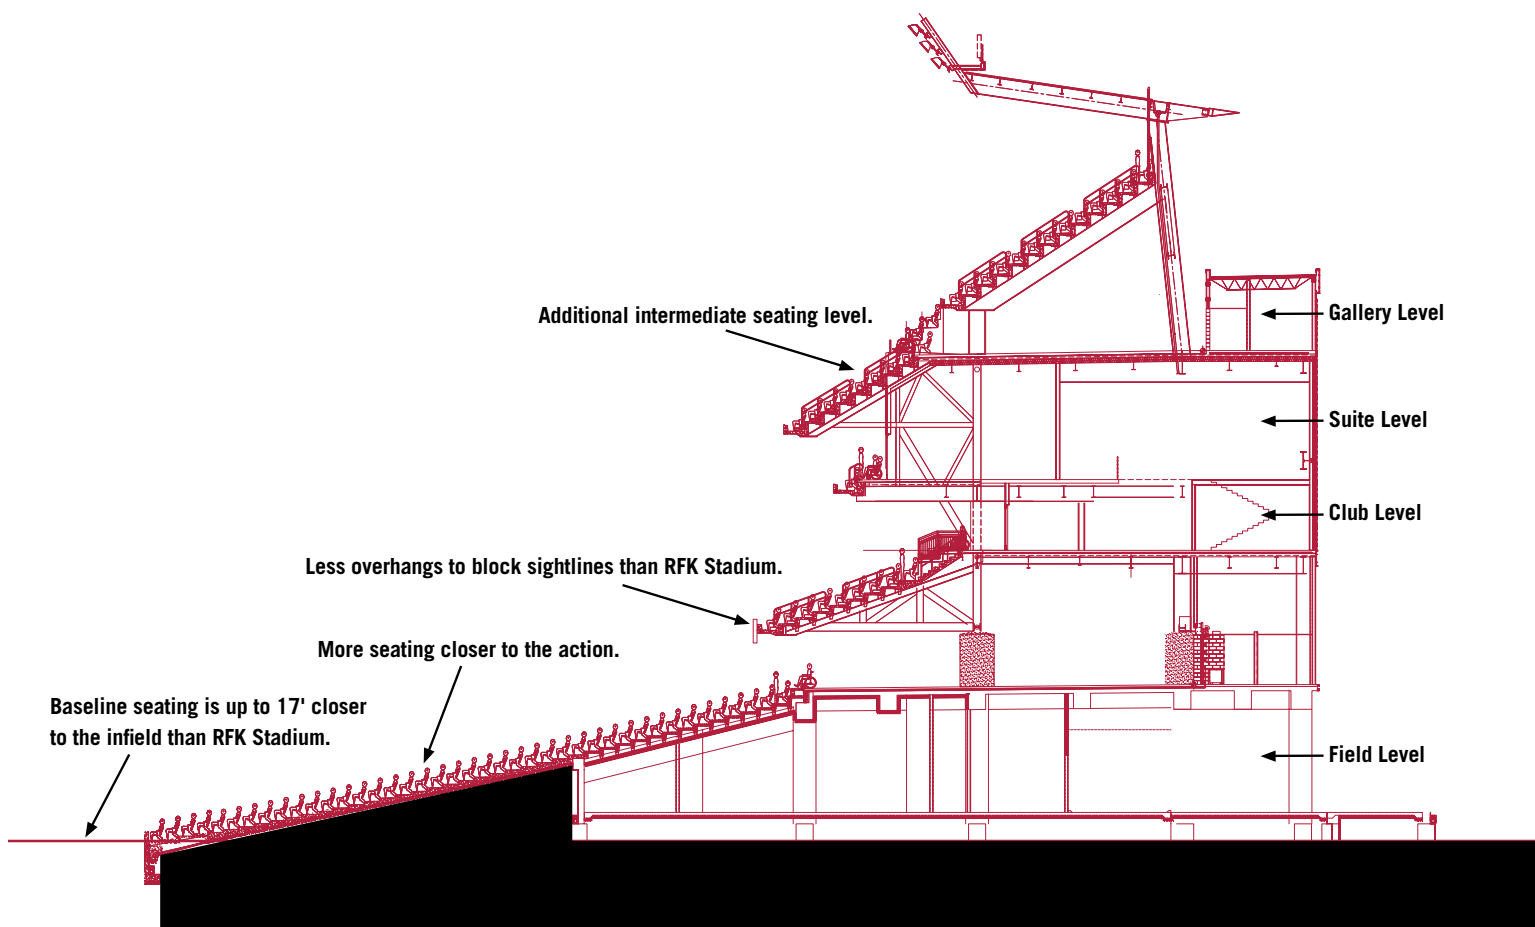 Additional intermediate seating level.
Gallery Level
Suite Level
Club Level
Less overhangs to block sightlines than RFK Stadium.
More seating closer to the action.
Baseline seating is up to 17' closer
to the infield than RFK Stadium.
Field Level